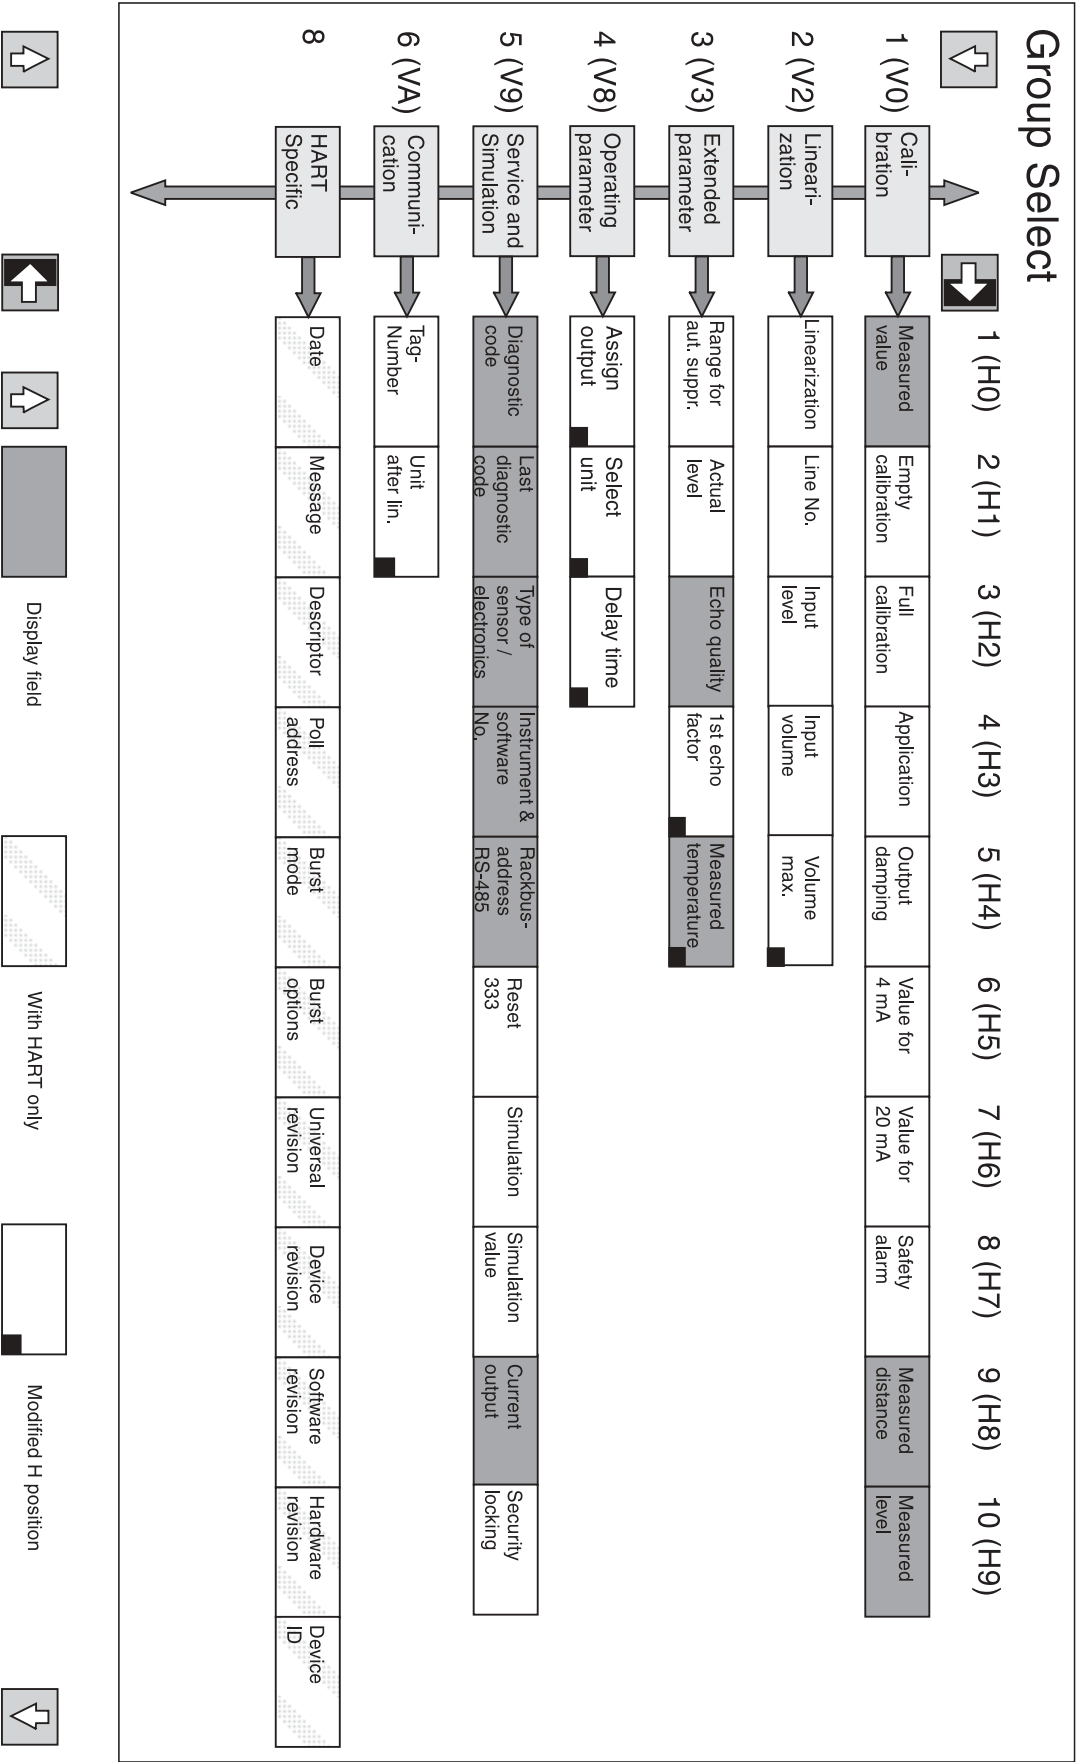 Group Select
1 (H0)
2 (H1)
3 (H2)
4 (H3)
5 (H4)
6 (H5)
7 (H6)
8 (H7)
9 (H8)
10 (H9)
1 (V0)
Cali-
bration
Measured
value
Empty
calibration
Full
calibration
Application
Output
damping
Value for
4 mA
Value for
20 mA
Safety
alarm
Measured
distance
Measured
level
2 (V2)
Lineari-
zation
Linearization
Line No.
Input
level
Input
volume
Volume
max.
3 (V3)
Extended
parameter
Range for
aut. suppr.
Actual
level
Echo quality
1st echo
factor
Measured
temperature
4 (V8)
Operating
parameter
Assign
output
Select
unit
Delay time
5 (V9)
Service and
Simulation
Diagnostic
code
Last
diagnostic
code
Type of
sensor /
electronics
Instrument &
software
No.
Rackbus-
address
RS-485
Reset
333
Simulation
Simulation
value
Current
output
Security
locking
6 (VA)
Communi-
cation
Tag-
Number
Unit
after lin.
8
HART
Specific
Date
Message
Descriptor
Poll
address
Burst
mode
Burst
options
Universal
revision
Device
revision
Software
revision
Hardware
revision
Device
ID
Display field
With HART only
Modified H position